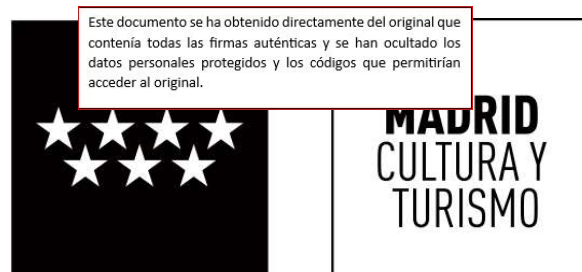 Este documento se ha obtenido directamente del original que
contenía todas las firmas auténticas y se han ocultado los
datos personales protegidos y los códigos que permitirían
acceder al original.
MADRID
CULTURA Y
TURISMO